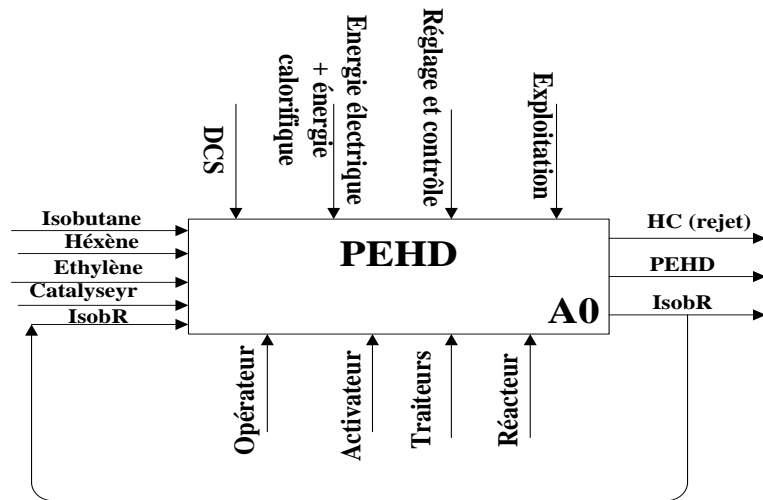 DCS
Energie électrique
+ énergie
calorifique
Réglage et contrôle
Exploitation
Isobutane
Héxène
Ethylène
Catalyseyr
IsobR
PEHD
A0
HC (rejet)
PEHD
IsobR
Opérateur
Activateur
Traiteurs
Réacteur